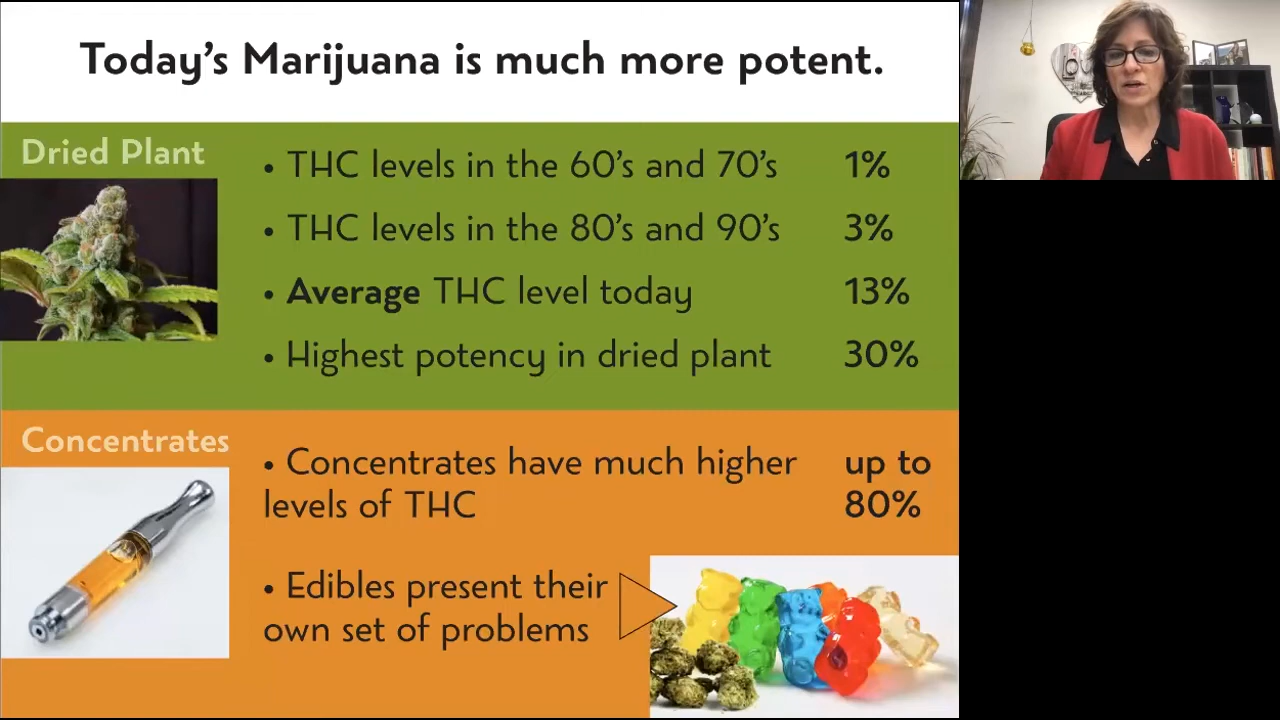 Today's Marijuana is much more potent.
Dried Plant
• THC levels in the 60's and 70's 1%
• THC levels in the 80's and 90's 3%
• Average THC level today 13%
• Highest potency in dried plant 30%
Concentrates
• Concentrates have much higher up to
levels of THC 80%
• Edibles present their
own set of problems